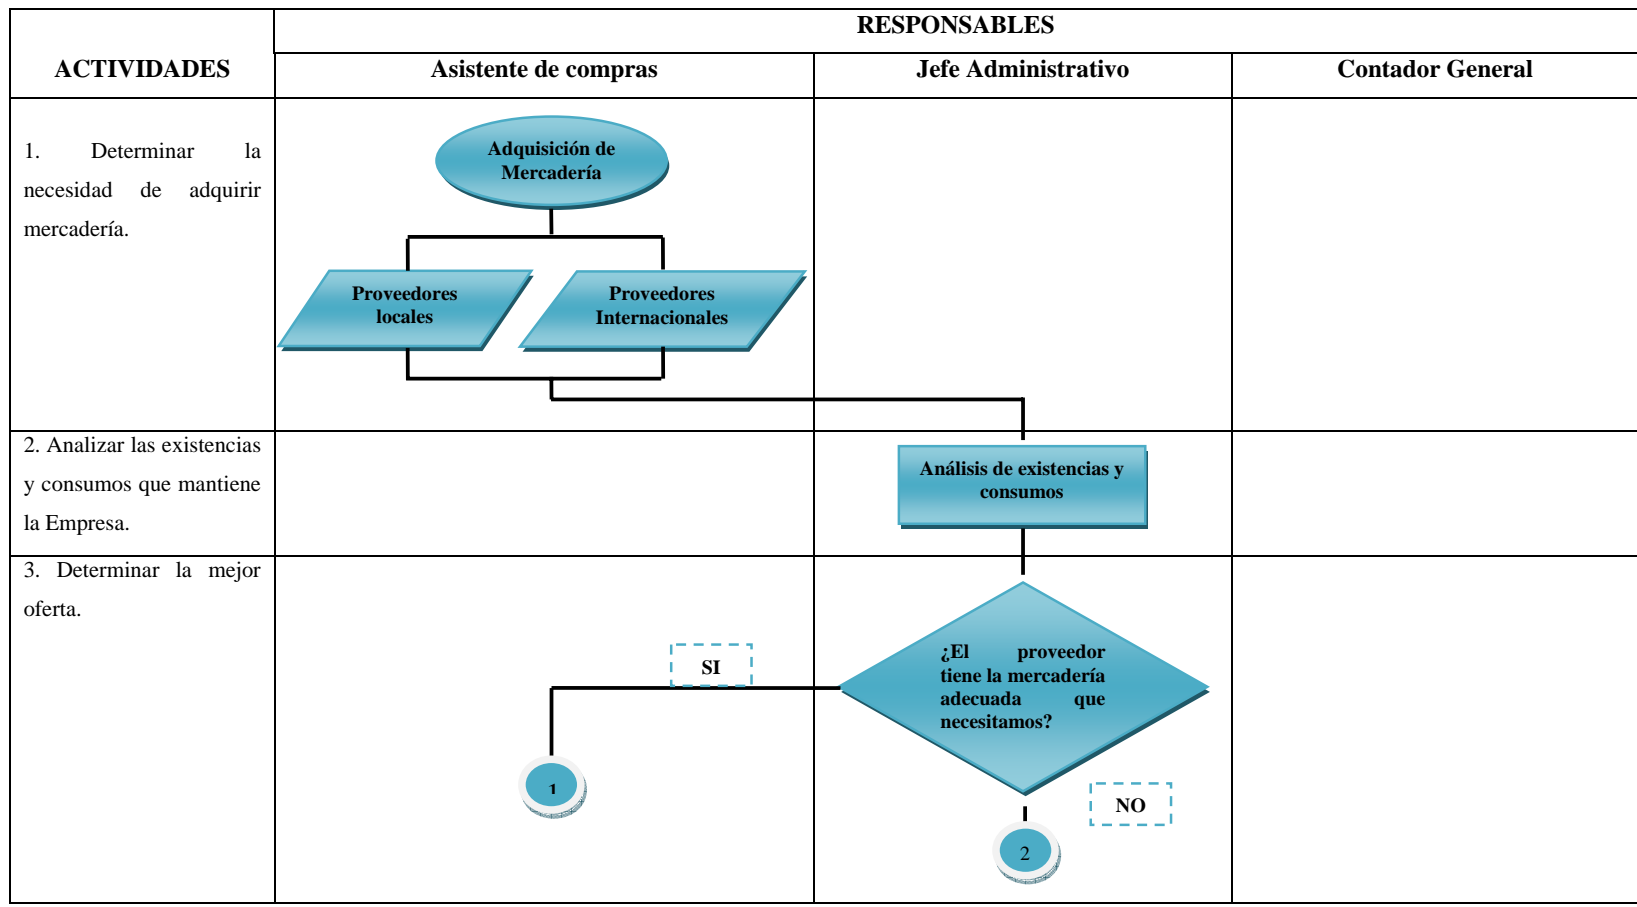 RESPONSABLES
ACTIVIDADES
Asistente de compras
Jefe Administrativo
Contador General
1. Determinar la
necesidad de adquirir
mercadería.
Adquisición de
Mercadería
Proveedores
locales
Proveedores
Internacionales
2. Analizar las existencias
y consumos que mantiene
la Empresa.
Análisis de existencias y
consumos
3. Determinar la mejor
oferta.
¿El proveedor
tiene la mercadería
adecuada que
necesitamos?
SI
1
NO
2